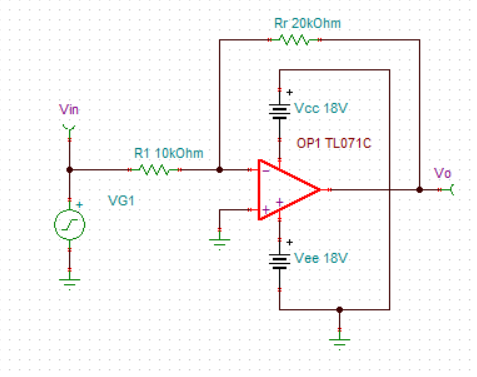 Rr 20kOhm
Vcc 18V
Vin
OP1 TL071C
R1 10kOhm
Vo
VG1
Vee 18V